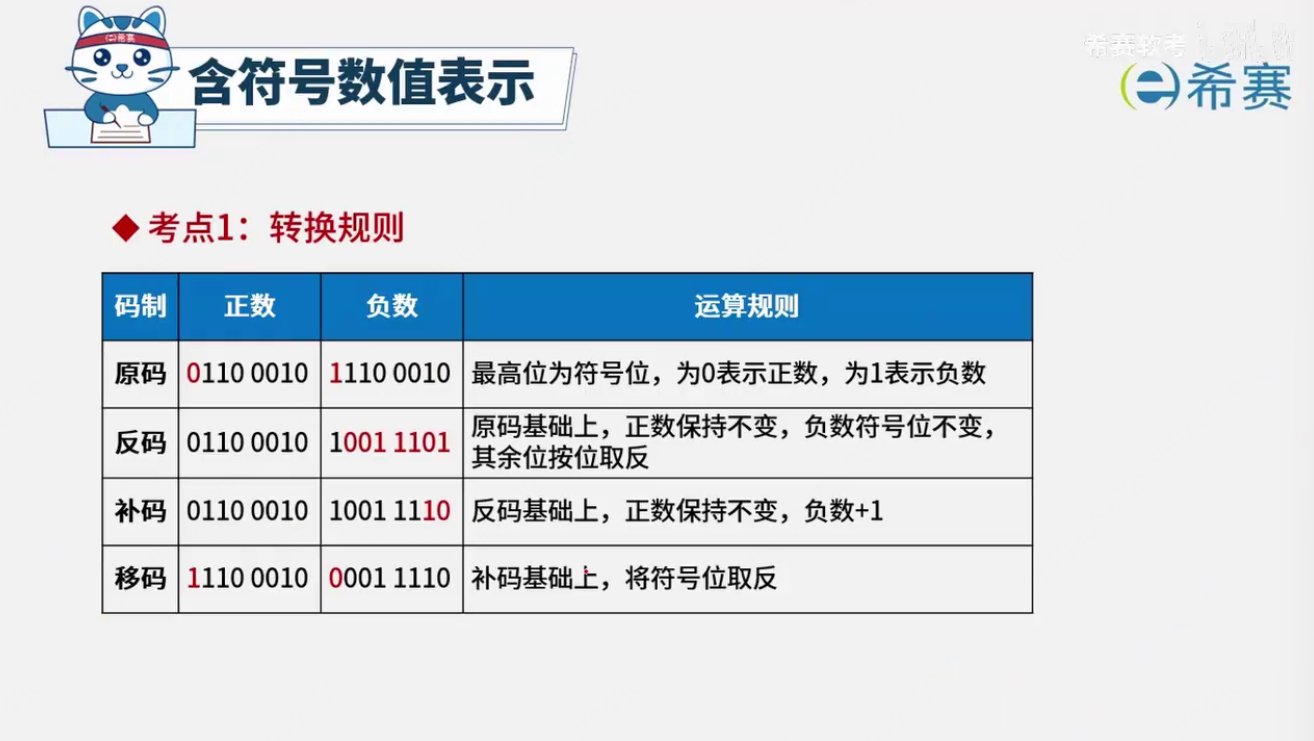 含符号数值表示
希赛软考
希赛
◆ 考点1：转换规则
码制 正数 负数 运算规则
原码 0110 0010 1110 0010 最高位为符号位，为0表示正数，为1表示负数
反码 0110 0010 1001 1101 原码基础上，正数保持不变，负数符号位不变，
其余位按位取反
补码 0110 0010 1001 1110 反码基础上，正数保持不变，负数+1
移码 1110 0010 0001 1110 补码基础上，将符号位取反